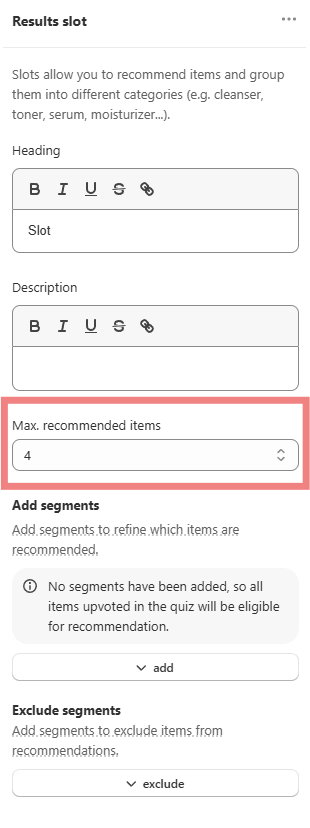 Results slot
Slots allow you to recommend items and group
them into different categories (e.g. cleanser,
toner, serum, moisturizer...).
Heading
B I U S
Slot
Description
B I U S
Max. recommended items
4
Add segments
Add segments to refine which items are
recommended.
No segments have been added, so all
items upvoted in the quiz will be eligible
for recommendation.
add
Exclude segments
Add segments to exclude items from
recommendations.
exclude